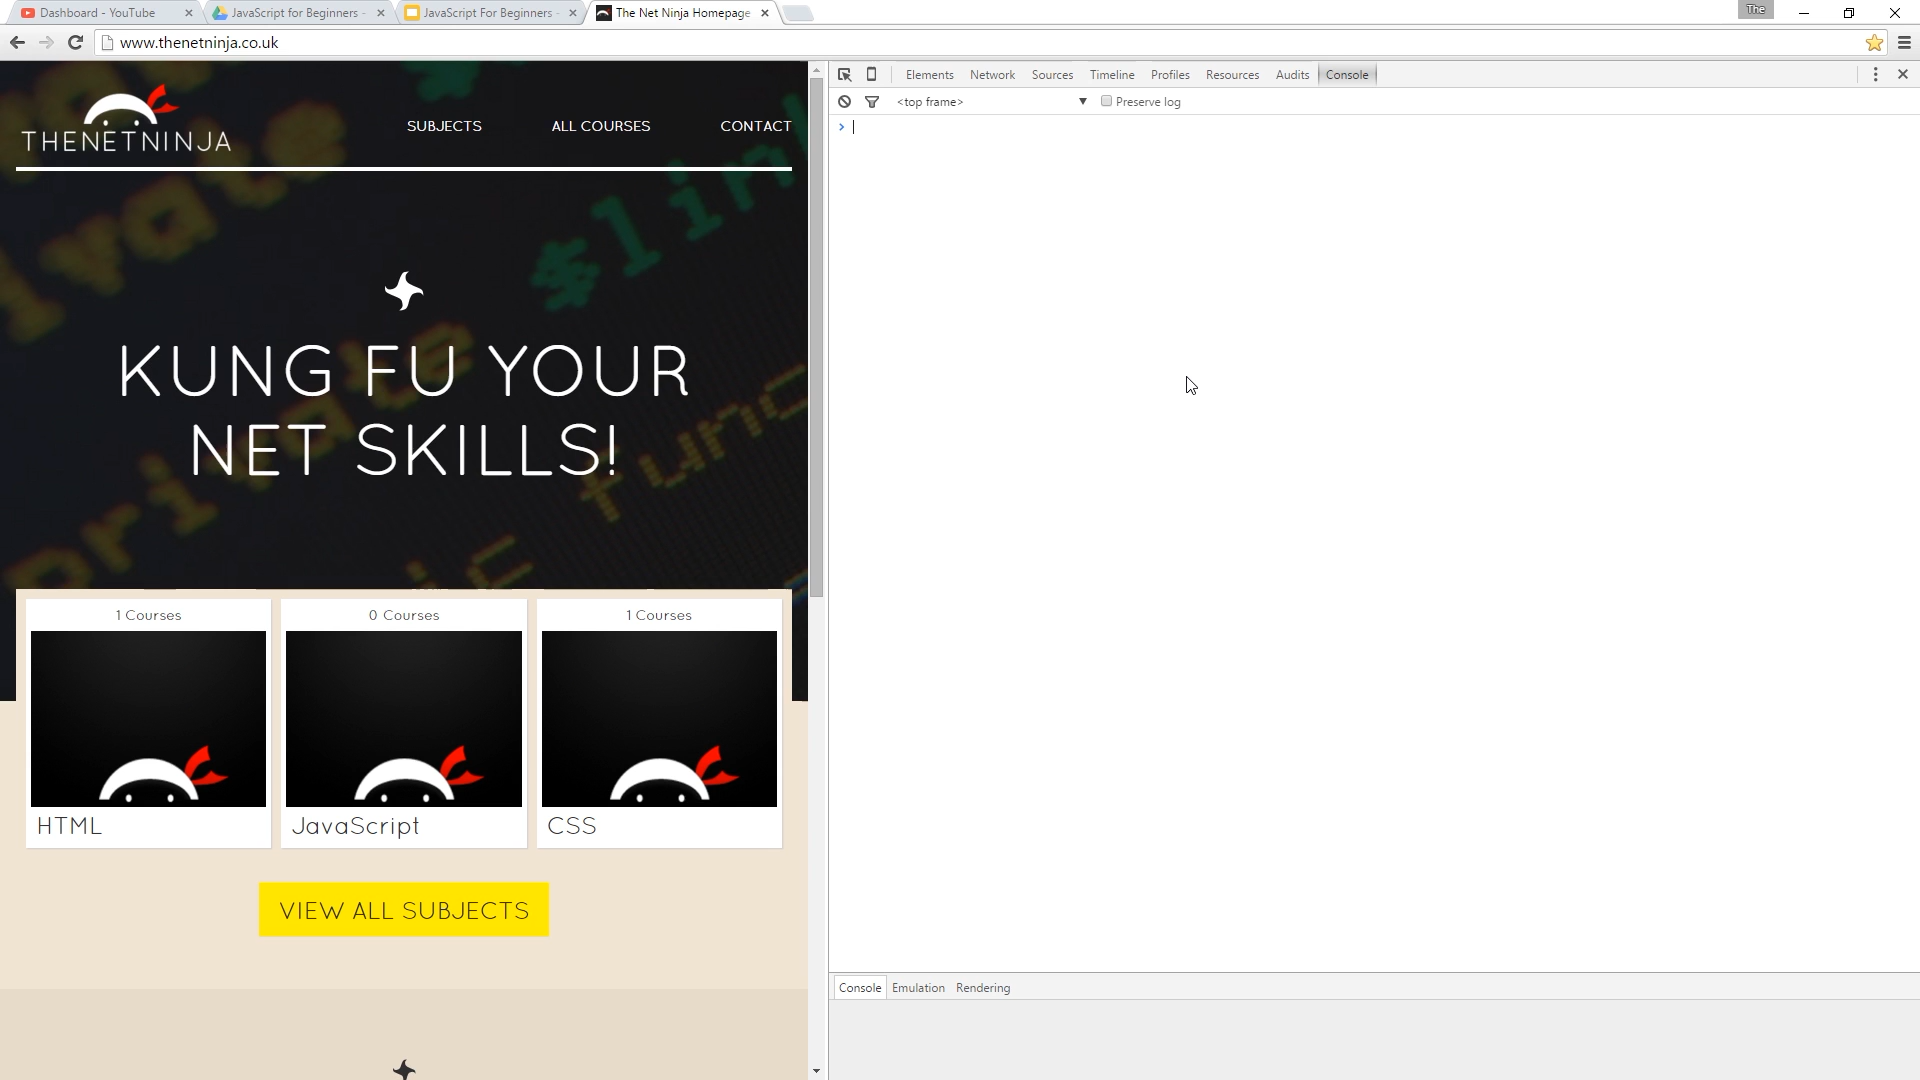 Dashboard - YouTube
JavaScript for Beginners -
JavaScript For Beginners -
The Net Ninja Homepage
The
www.thenetninja.co.uk
THENETNINJA
SUBJECTS
ALL COURSES
CONTACT
KUNG FU YOUR
NET SKILLS!
1 Courses
0 Courses
1 Courses
HTML
JavaScript
CSS
VIEW ALL SUBJECTS
Elements
Network
Sources
Timeline
Profiles
Resources
Audits
Console
<top frame>
Preserve log
Console
Emulation
Rendering